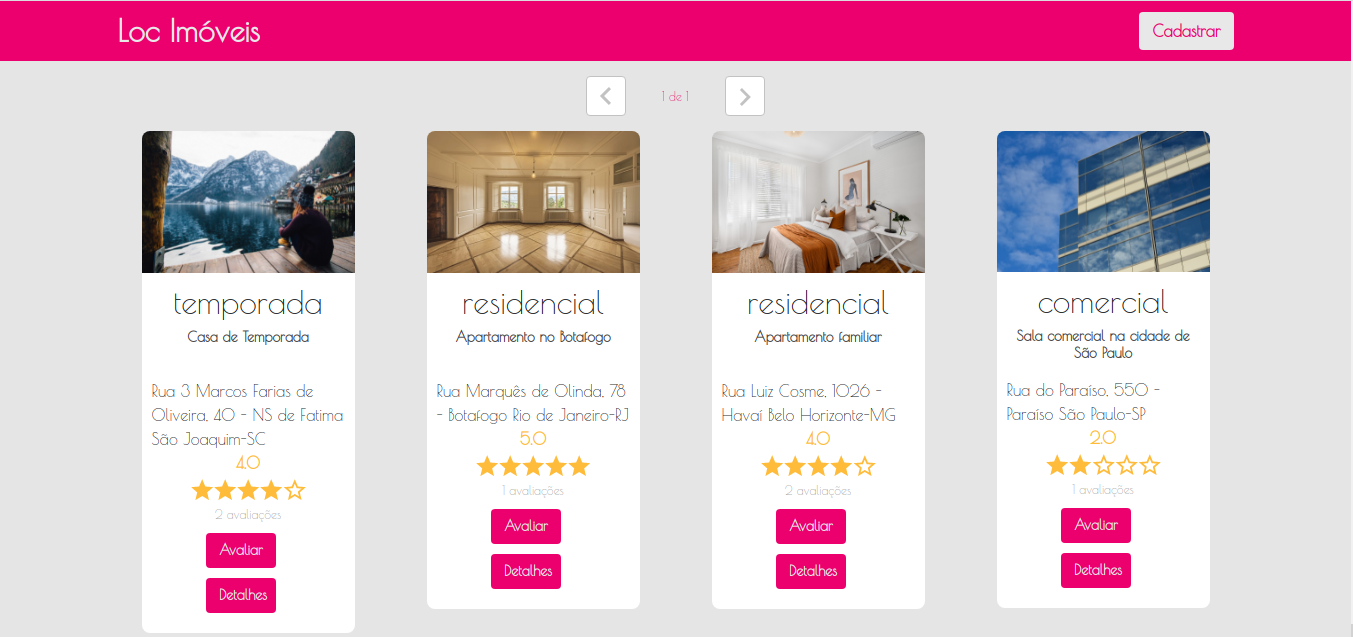 Loc Imóveis
Cadastrar
1 de 1
temporada
Casa de Temporada
Rua 3 Marcos Farias de
Oliveira, 40 - NS de Fatima
São Joaquim-SC
4.0
2 avaliações
Avaliar
Detalhes
residencial
Apartamento no Botafogo
Rua Marquês de Olinda, 78
- Botafogo Rio de Janeiro-RJ
5.0
1 avaliações
Avaliar
Detalhes
residencial
Apartamento familiar
Rua Luiz Cosme, 1026 -
Havaí Belo Horizonte-MG
4.0
2 avaliações
Avaliar
Detalhes
comercial
Sala comercial na cidade de
São Paulo
Rua do Paraíso, 550 -
Paraíso São Paulo-SP
2.0
1 avaliações
Avaliar
Detalhes